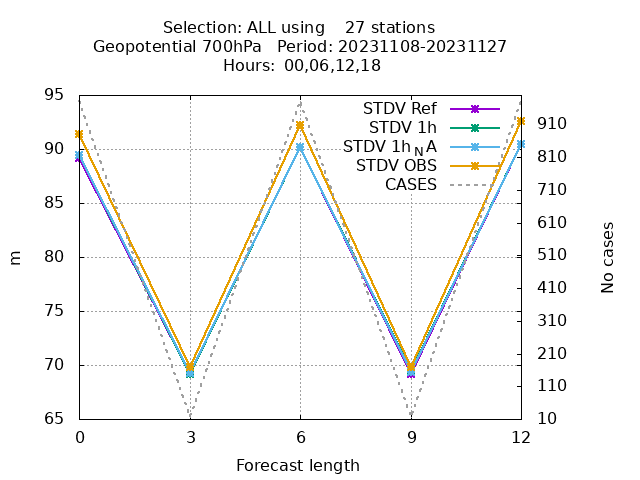 Selection: ALL using    27 stations
Geopotential 700hPa   Period: 20231108-20231127
Hours: 00,06,12,18
STDV Ref
STDV 1h
STDV 1h_N A
STDV OBS
CASES
95
90
85
80
75
70
65
m
910
810
710
610
510
410
310
210
110
10
No cases
0 3 6 9 12
Forecast length